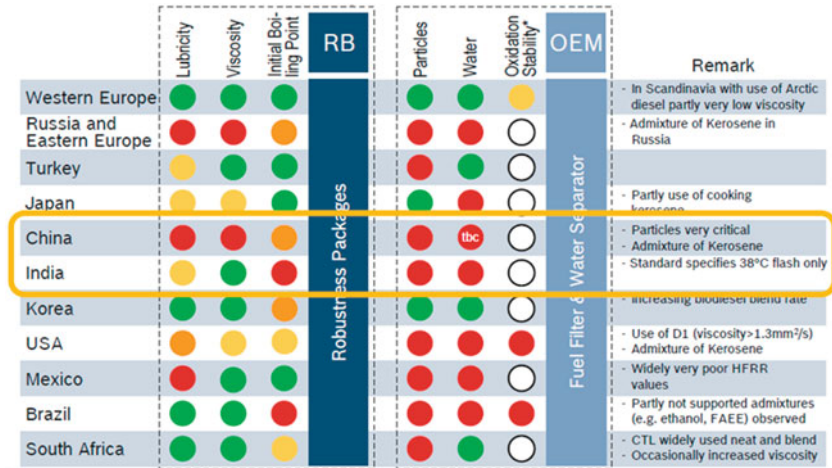 Lubricity
Viscosity
Initial Boi-
ling Point
RB
Particles
Water
Oxidation
Stability*
OEM
Remark
Robustness Packages
Fuel Filter & Water Separator
Western Europe
- In Scandinavia with use of Arctic
diesel partly very low viscosity
Russia and
Eastern Europe
- Admixture of Kerosene in
Russia
Turkey
Japan
- Partly use of cooking
kerosene
China
tbc
- Particles very critical
- Admixture of Kerosene
India
- Standard specifies 38°C flash only
Korea
- Increasing biodiesel blend rate
USA
- Use of D1 (viscosity>1.3mm²/s)
- Admixture of Kerosene
Mexico
- Widely very poor HFRR
values
Brazil
- Partly not supported admixtures
(e.g. ethanol, FAEE) observed
South Africa
- CTL widely used neat and blend
- Occasionally increased viscosity